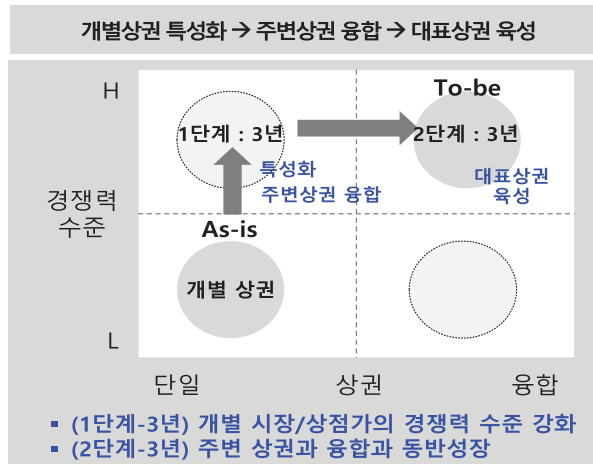 개별상권 특성화 → 주변상권 융합 → 대표상권 육성
H
To-be
1단계 : 3년
2단계 : 3년
특성화
주변상권 융합
대표상권
육성
경쟁력
수준
As-is
개별 상권
L
단일
상권
융합
▪ (1단계-3년) 개별 시장/상점가의 경쟁력 수준 강화
▪ (2단계-3년) 주변 상권과 융합과 동반성장